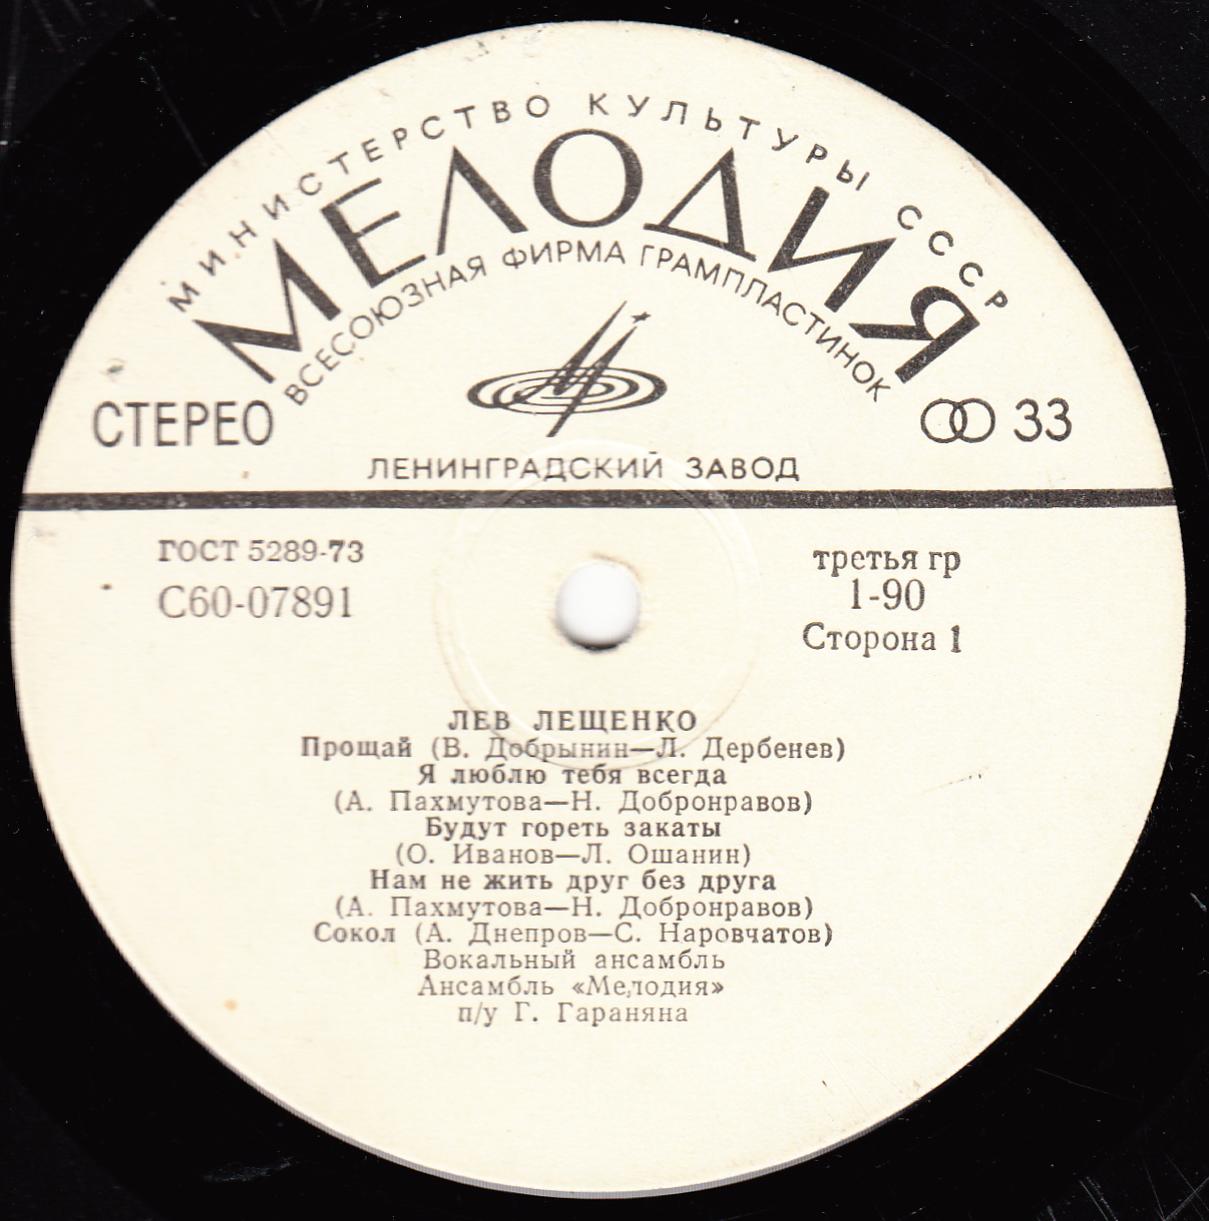 МИНИСТЕРСТВО КУЛЬТУРЫ СССР
МЕЛОДИЯ
ВСЕСОЮЗНАЯ ФИРМА ГРАМПЛАСТИНОК
СТЕРЕО
33
ЛЕНИНГРАДСКИЙ ЗАВОД
ГОСТ 5289-73
С60-07891
третья гр
1-90
Сторона 1
ЛЕВ ЛЕЩЕНКО
Прощай (В. Добрынин—Л. Дербенев)
Я люблю тебя всегда
(А. Пахмутова—Н. Добронравов)
Будут гореть закаты
(О. Иванов—Л. Ошанин)
Нам не жить друг без друга
(А. Пахмутова—Н. Добронравов)
Сокол (А. Днепров—С. Наровчатов)
Вокальный ансамбль
Ансамбль «Мелодия»
п/у Г. Гараняна